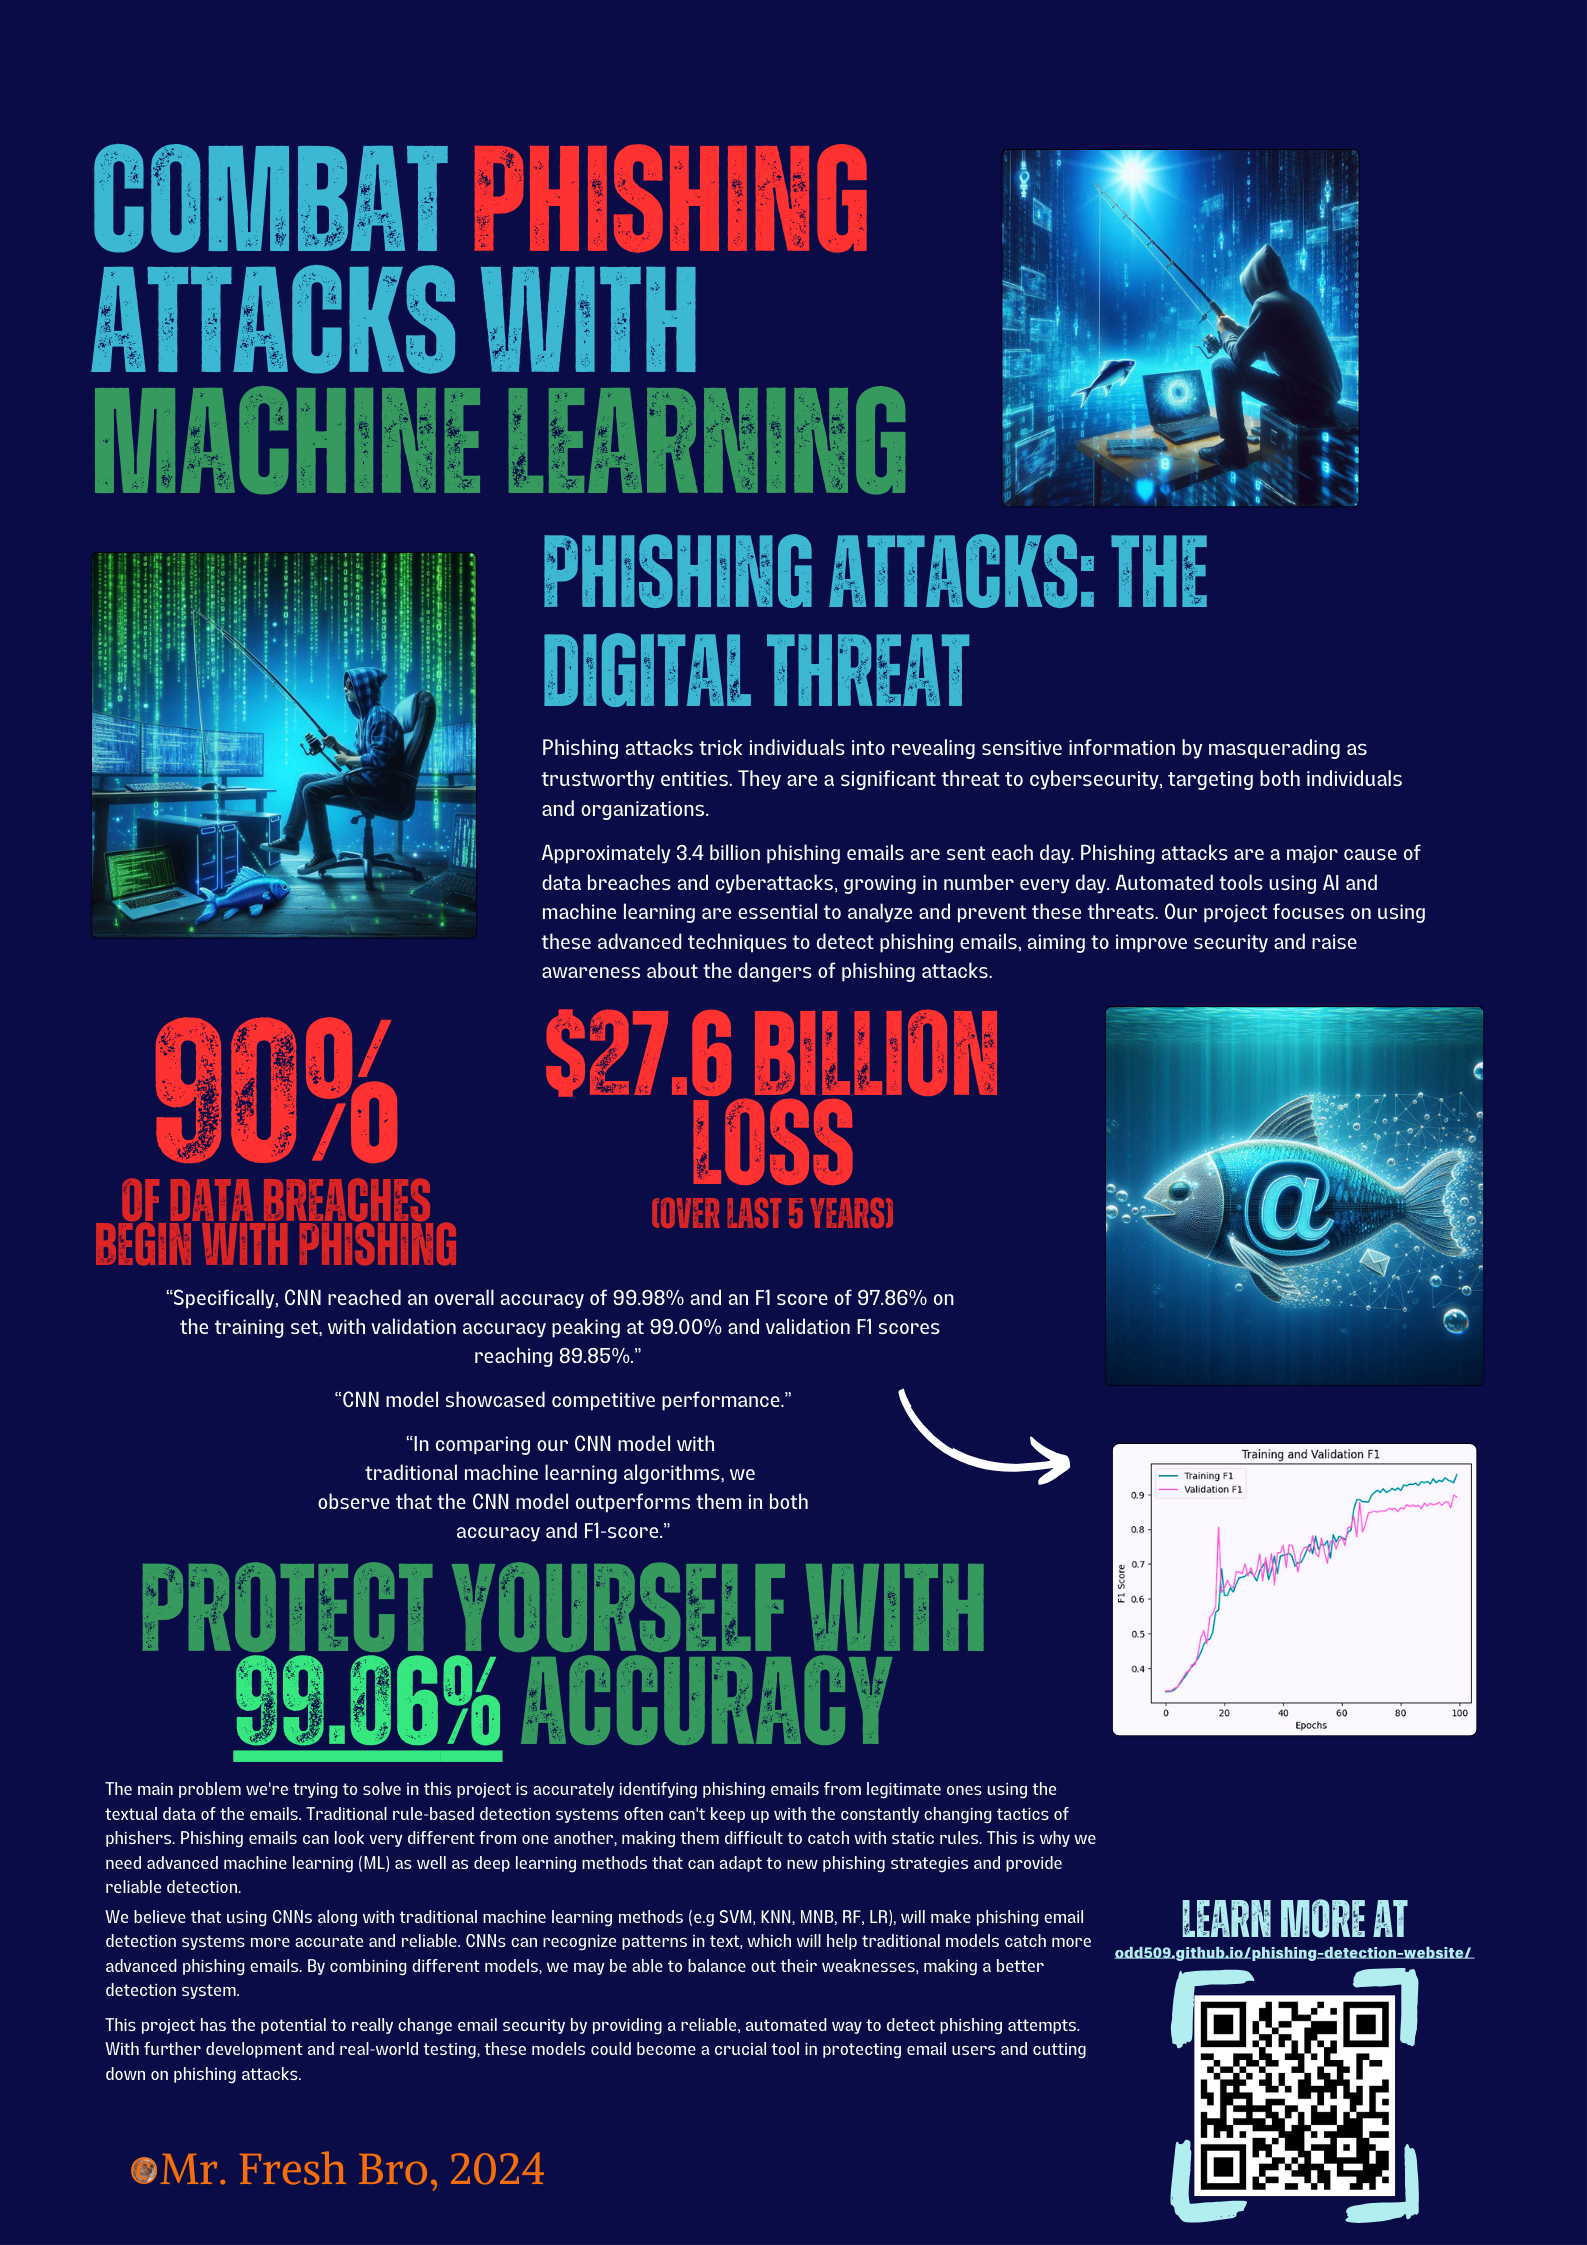 COMBAT PHISHING
ATTACKS WITH
MACHINE LEARNING
PHISHING ATTACKS: THE
DIGITAL THREAT
Phishing attacks trick individuals into revealing sensitive information by masquerading as
trustworthy entities. They are a significant threat to cybersecurity, targeting both individuals
and organizations.
Approximately 3.4 billion phishing emails are sent each day. Phishing attacks are a major cause of
data breaches and cyberattacks, growing in number every day. Automated tools using AI and
machine learning are essential to analyze and prevent these threats. Our project focuses on using
these advanced techniques to detect phishing emails, aiming to improve security and raise
awareness about the dangers of phishing attacks.
90%
OF DATA BREACHES
BEGIN WITH PHISHING
$27.6 BILLION
LOSS
(OVER LAST 5 YEARS)
@
“Specifically, CNN reached an overall accuracy of 99.98% and an F1 score of 97.86% on
the training set, with validation accuracy peaking at 99.00% and validation F1 scores
reaching 89.85%.”
“CNN model showcased competitive performance.”
“In comparing our CNN model with
traditional machine learning algorithms, we
observe that the CNN model outperforms them in both
accuracy and F1-score.”
Training and Validation F1
Training F1
Validation F1
F1 Score
0.9
0.8
0.7
0.6
0.5
0.4
0 20 40 60 80 100
Epochs
PROTECT YOURSELF WITH
99.06% ACCURACY
The main problem we're trying to solve in this project is accurately identifying phishing emails from legitimate ones using the
textual data of the emails. Traditional rule-based detection systems often can't keep up with the constantly changing tactics of
phishers. Phishing emails can look very different from one another, making them difficult to catch with static rules. This is why we
need advanced machine learning (ML) as well as deep learning methods that can adapt to new phishing strategies and provide
reliable detection.
We believe that using CNNs along with traditional machine learning methods (e.g SVM, KNN, MNB, RF, LR), will make phishing email
detection systems more accurate and reliable. CNNs can recognize patterns in text, which will help traditional models catch more
advanced phishing emails. By combining different models, we may be able to balance out their weaknesses, making a better
detection system.
This project has the potential to really change email security by providing a reliable, automated way to detect phishing attempts.
With further development and real-world testing, these models could become a crucial tool in protecting email users and cutting
down on phishing attacks.
LEARN MORE AT
odd509.github.io/phishing-detection-website/
Mr. Fresh Bro, 2024